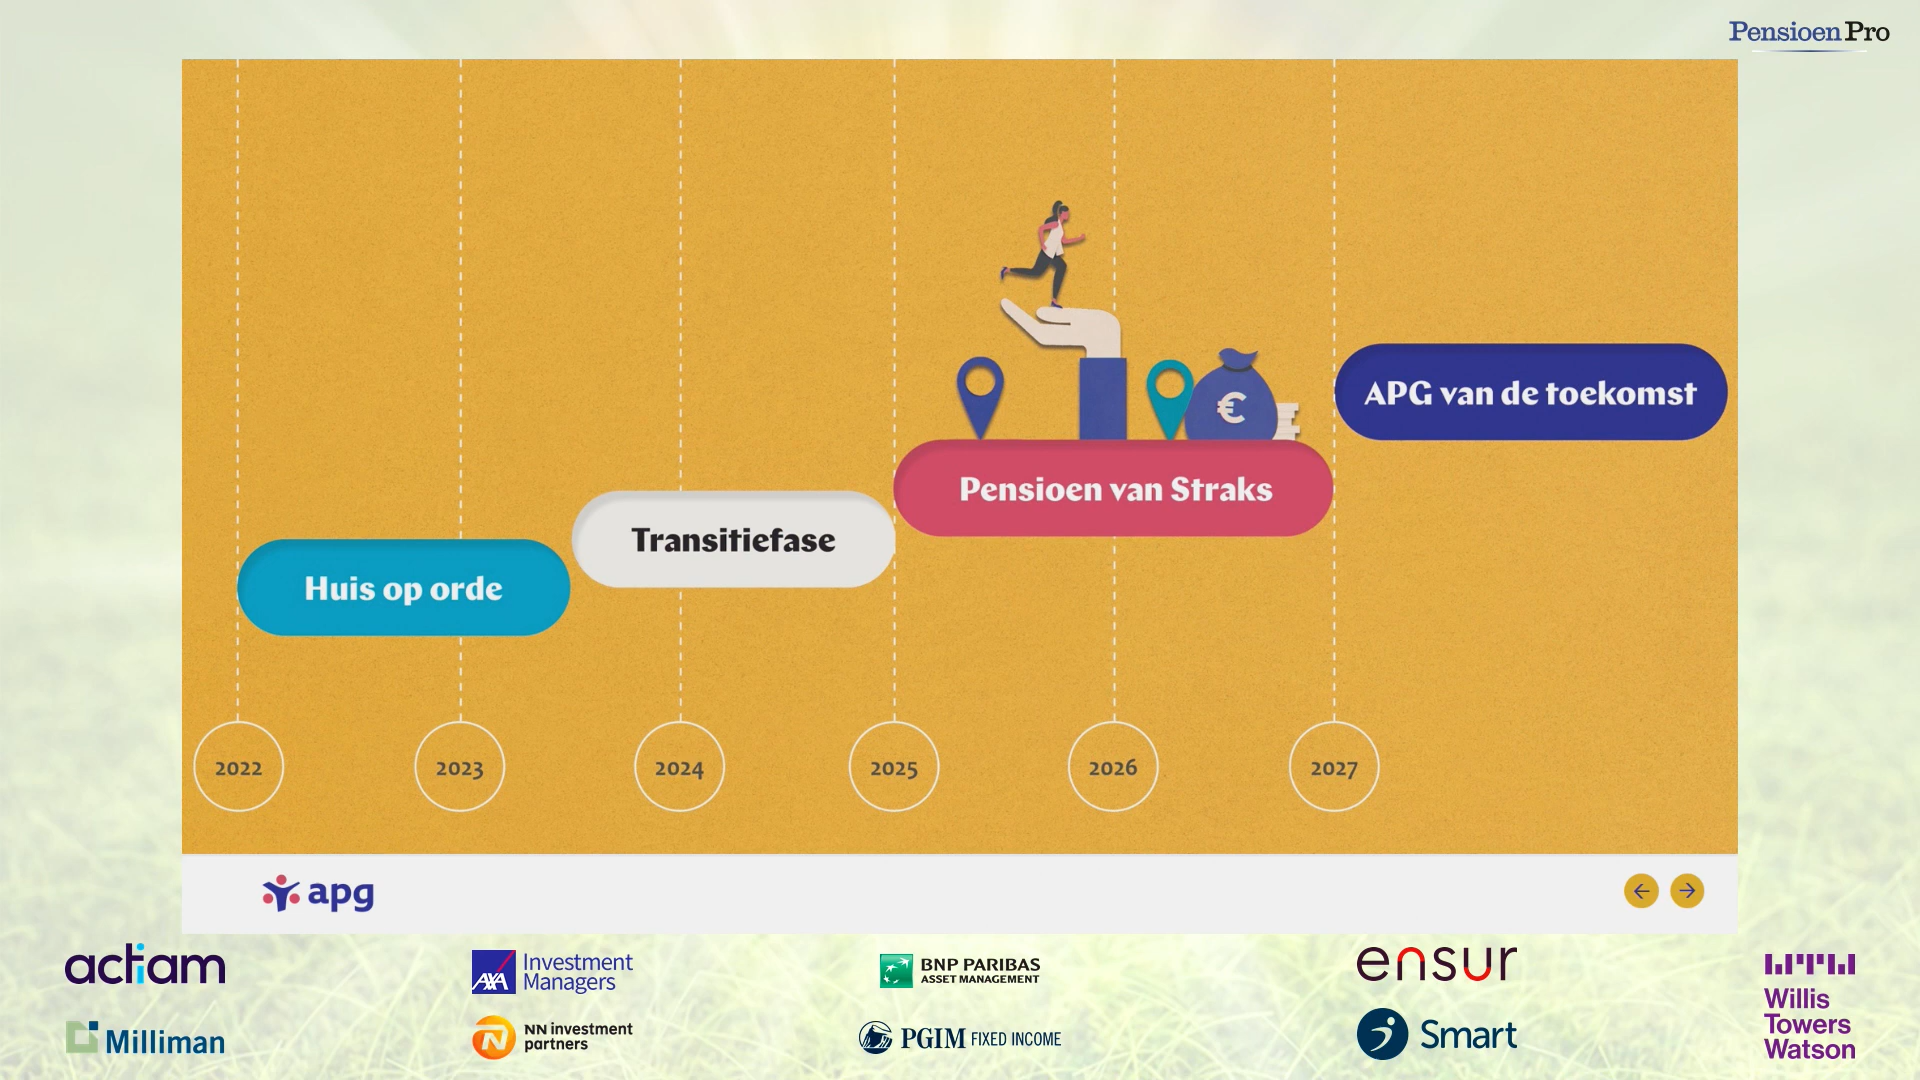 PensioenPro
APG van de toekomst
€
Pensioen van Straks
Transitiefase
Huis op orde
2022
2023
2024
2025
2026
2027
apg
actiam
AXA
Investment
Managers
BNP PARIBAS
ASSET MANAGEMENT
ensur
WTW
Willis
Towers
Watson
Milliman
N
NN investment
partners
PGIM FIXED INCOME
Smart